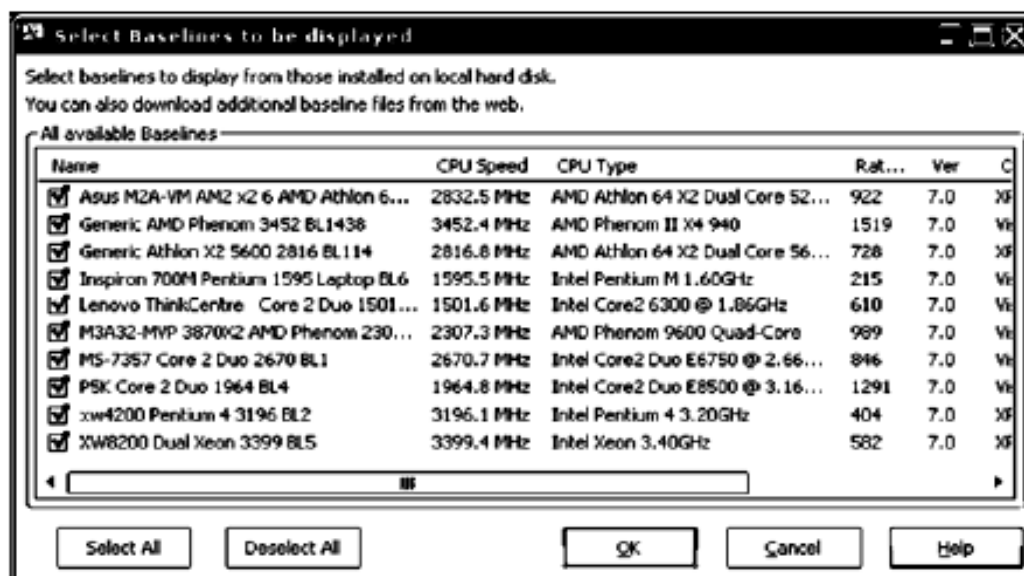 Select Baselines to be displayed
Select baselines to display from those installed on local hard disk.
You can also download additional baseline files from the web.
All available Baselines
Name CPU Speed CPU Type Rat... Ver C
Asus M2A-VM AM2 x2 6 AMD Athlon 6... 2832.5 MHz AMD Athlon 64 X2 Dual Core 52... 922 7.0 XP
Generic AMD Phenom 3452 BL1438 3452.4 MHz AMD Phenom II X4 940 1519 7.0 Vis
Generic Athlon X2 5600 2816 BL114 2816.8 MHz AMD Athlon 64 X2 Dual Core 56... 728 7.0 XP
Inspiron 700M Pentium 1595 Laptop BL6 1595.5 MHz Intel Pentium M 1.60GHz 215 7.0 Vis
Lenovo ThinkCentre Core 2 Duo 1501... 1501.6 MHz Intel Core2 6300 @ 1.86GHz 610 7.0 Vis
M3A32-MVP 3870X2 AMD Phenom 230... 2307.3 MHz AMD Phenom 9600 Quad-Core 989 7.0 Vis
MS-7357 Core 2 Duo 2670 BL1 2670.7 MHz Intel Core2 Duo E6750 @ 2.66... 846 7.0 Vis
P5K Core 2 Duo 1964 BL4 1964.8 MHz Intel Core2 Duo E8500 @ 3.16... 1291 7.0 Vis
xw4200 Pentium 4 3196 BL2 3196.1 MHz Intel Pentium 4 3.20GHz 404 7.0 XP
XW8200 Dual Xeon 3399 BL5 3399.4 MHz Intel Xeon 3.40GHz 582 7.0 XP
Select All Deselect All OK Cancel Help